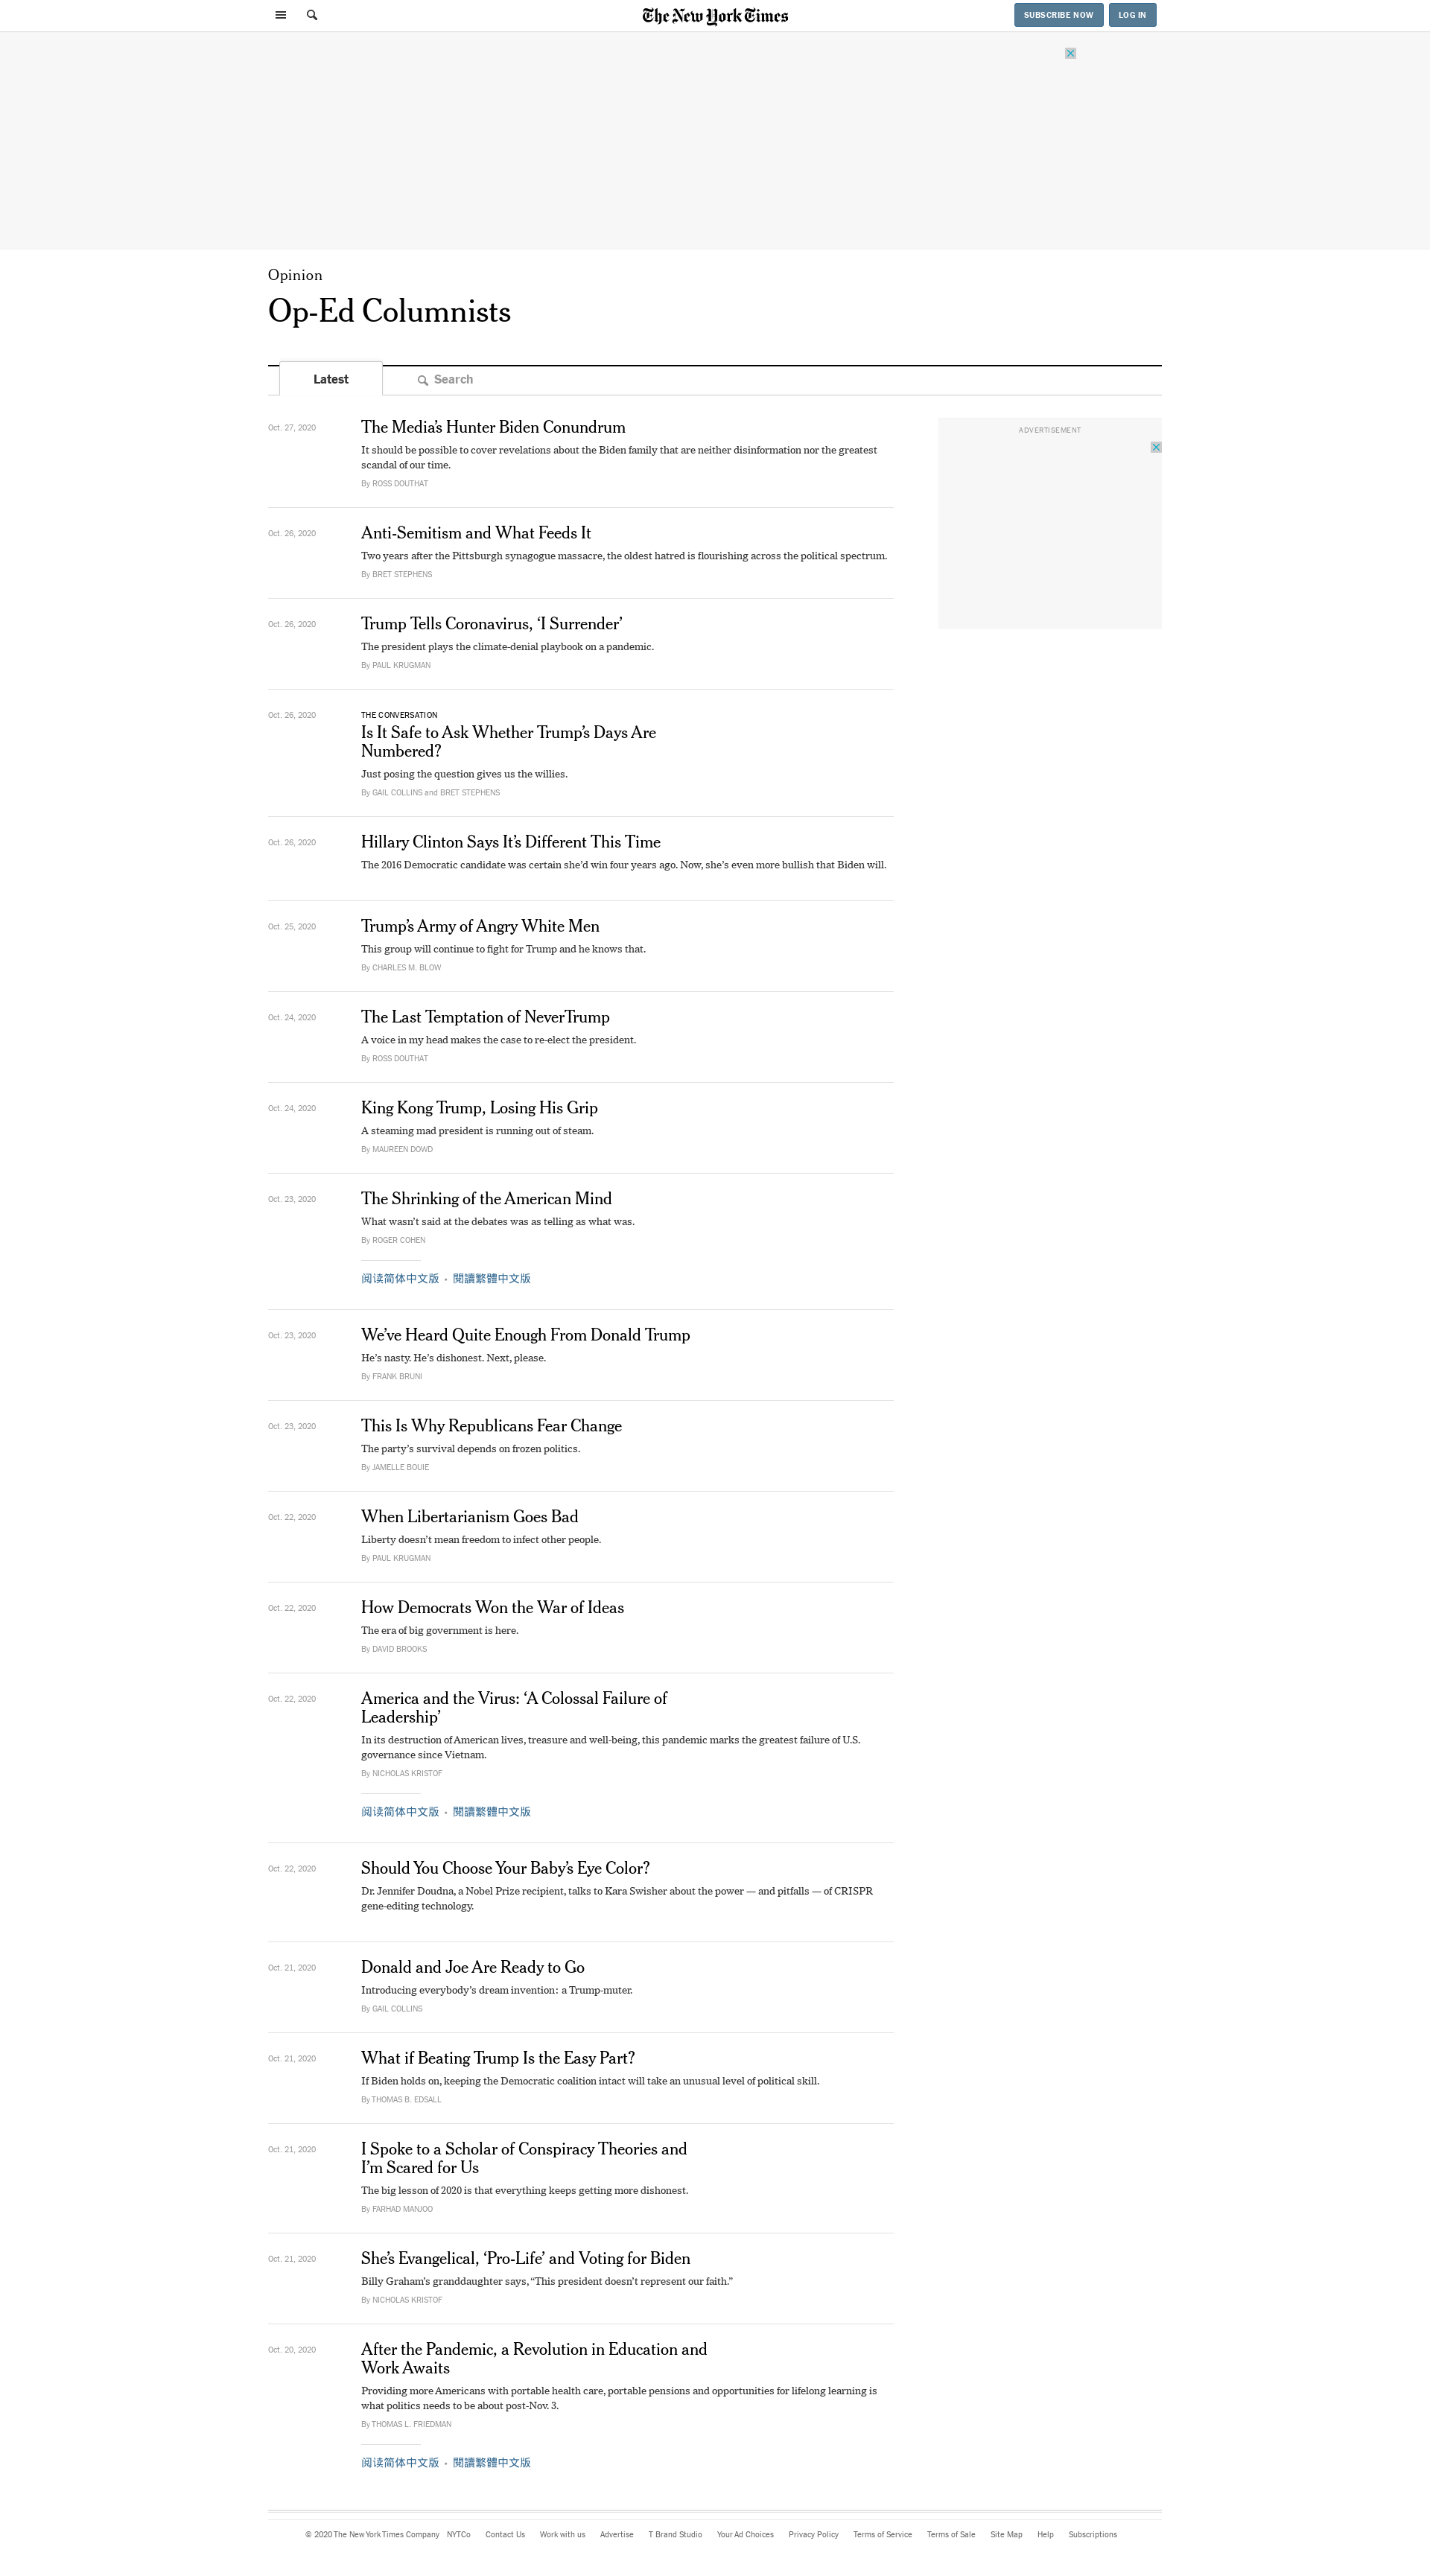 The New York Times
SUBSCRIBE NOW
LOG IN
Opinion
Op-Ed Columnists
Latest
Search
ADVERTISEMENT
Oct. 27, 2020
The Media’s Hunter Biden Conundrum
It should be possible to cover revelations about the Biden family that are neither disinformation nor the greatest
scandal of our time.
By ROSS DOUTHAT
Oct. 26, 2020
Anti-Semitism and What Feeds It
Two years after the Pittsburgh synagogue massacre, the oldest hatred is flourishing across the political spectrum.
By BRET STEPHENS
Oct. 26, 2020
Trump Tells Coronavirus, ‘I Surrender’
The president plays the climate-denial playbook on a pandemic.
By PAUL KRUGMAN
Oct. 26, 2020
THE CONVERSATION
Is It Safe to Ask Whether Trump’s Days Are
Numbered?
Just posing the question gives us the willies.
By GAIL COLLINS and BRET STEPHENS
Oct. 26, 2020
Hillary Clinton Says It’s Different This Time
The 2016 Democratic candidate was certain she’d win four years ago. Now, she’s even more bullish that Biden will.
Oct. 25, 2020
Trump’s Army of Angry White Men
This group will continue to fight for Trump and he knows that.
By CHARLES M. BLOW
Oct. 24, 2020
The Last Temptation of NeverTrump
A voice in my head makes the case to re-elect the president.
By ROSS DOUTHAT
Oct. 24, 2020
King Kong Trump, Losing His Grip
A steaming mad president is running out of steam.
By MAUREEN DOWD
Oct. 23, 2020
The Shrinking of the American Mind
What wasn’t said at the debates was as telling as what was.
By ROGER COHEN
阅读简体中文版 • 閱讀繁體中文版
Oct. 23, 2020
We’ve Heard Quite Enough From Donald Trump
He’s nasty. He’s dishonest. Next, please.
By FRANK BRUNI
Oct. 23, 2020
This Is Why Republicans Fear Change
The party’s survival depends on frozen politics.
By JAMELLE BOUIE
Oct. 22, 2020
When Libertarianism Goes Bad
Liberty doesn’t mean freedom to infect other people.
By PAUL KRUGMAN
Oct. 22, 2020
How Democrats Won the War of Ideas
The era of big government is here.
By DAVID BROOKS
Oct. 22, 2020
America and the Virus: ‘A Colossal Failure of
Leadership’
In its destruction of American lives, treasure and well-being, this pandemic marks the greatest failure of U.S.
governance since Vietnam.
By NICHOLAS KRISTOF
阅读简体中文版 • 閱讀繁體中文版
Oct. 22, 2020
Should You Choose Your Baby’s Eye Color?
Dr. Jennifer Doudna, a Nobel Prize recipient, talks to Kara Swisher about the power — and pitfalls — of CRISPR
gene-editing technology.
Oct. 21, 2020
Donald and Joe Are Ready to Go
Introducing everybody’s dream invention: a Trump-muter.
By GAIL COLLINS
Oct. 21, 2020
What if Beating Trump Is the Easy Part?
If Biden holds on, keeping the Democratic coalition intact will take an unusual level of political skill.
By THOMAS B. EDSALL
Oct. 21, 2020
I Spoke to a Scholar of Conspiracy Theories and
I’m Scared for Us
The big lesson of 2020 is that everything keeps getting more dishonest.
By FARHAD MANJOO
Oct. 21, 2020
She’s Evangelical, ‘Pro-Life’ and Voting for Biden
Billy Graham’s granddaughter says, “This president doesn’t represent our faith.”
By NICHOLAS KRISTOF
Oct. 20, 2020
After the Pandemic, a Revolution in Education and
Work Awaits
Providing more Americans with portable health care, portable pensions and opportunities for lifelong learning is
what politics needs to be about post-Nov. 3.
By THOMAS L. FRIEDMAN
阅读简体中文版 • 閱讀繁體中文版
© 2020 The New York Times Company NYTCo Contact Us Work with us Advertise T Brand Studio Your Ad Choices Privacy Policy Terms of Service Terms of Sale Site Map Help Subscriptions